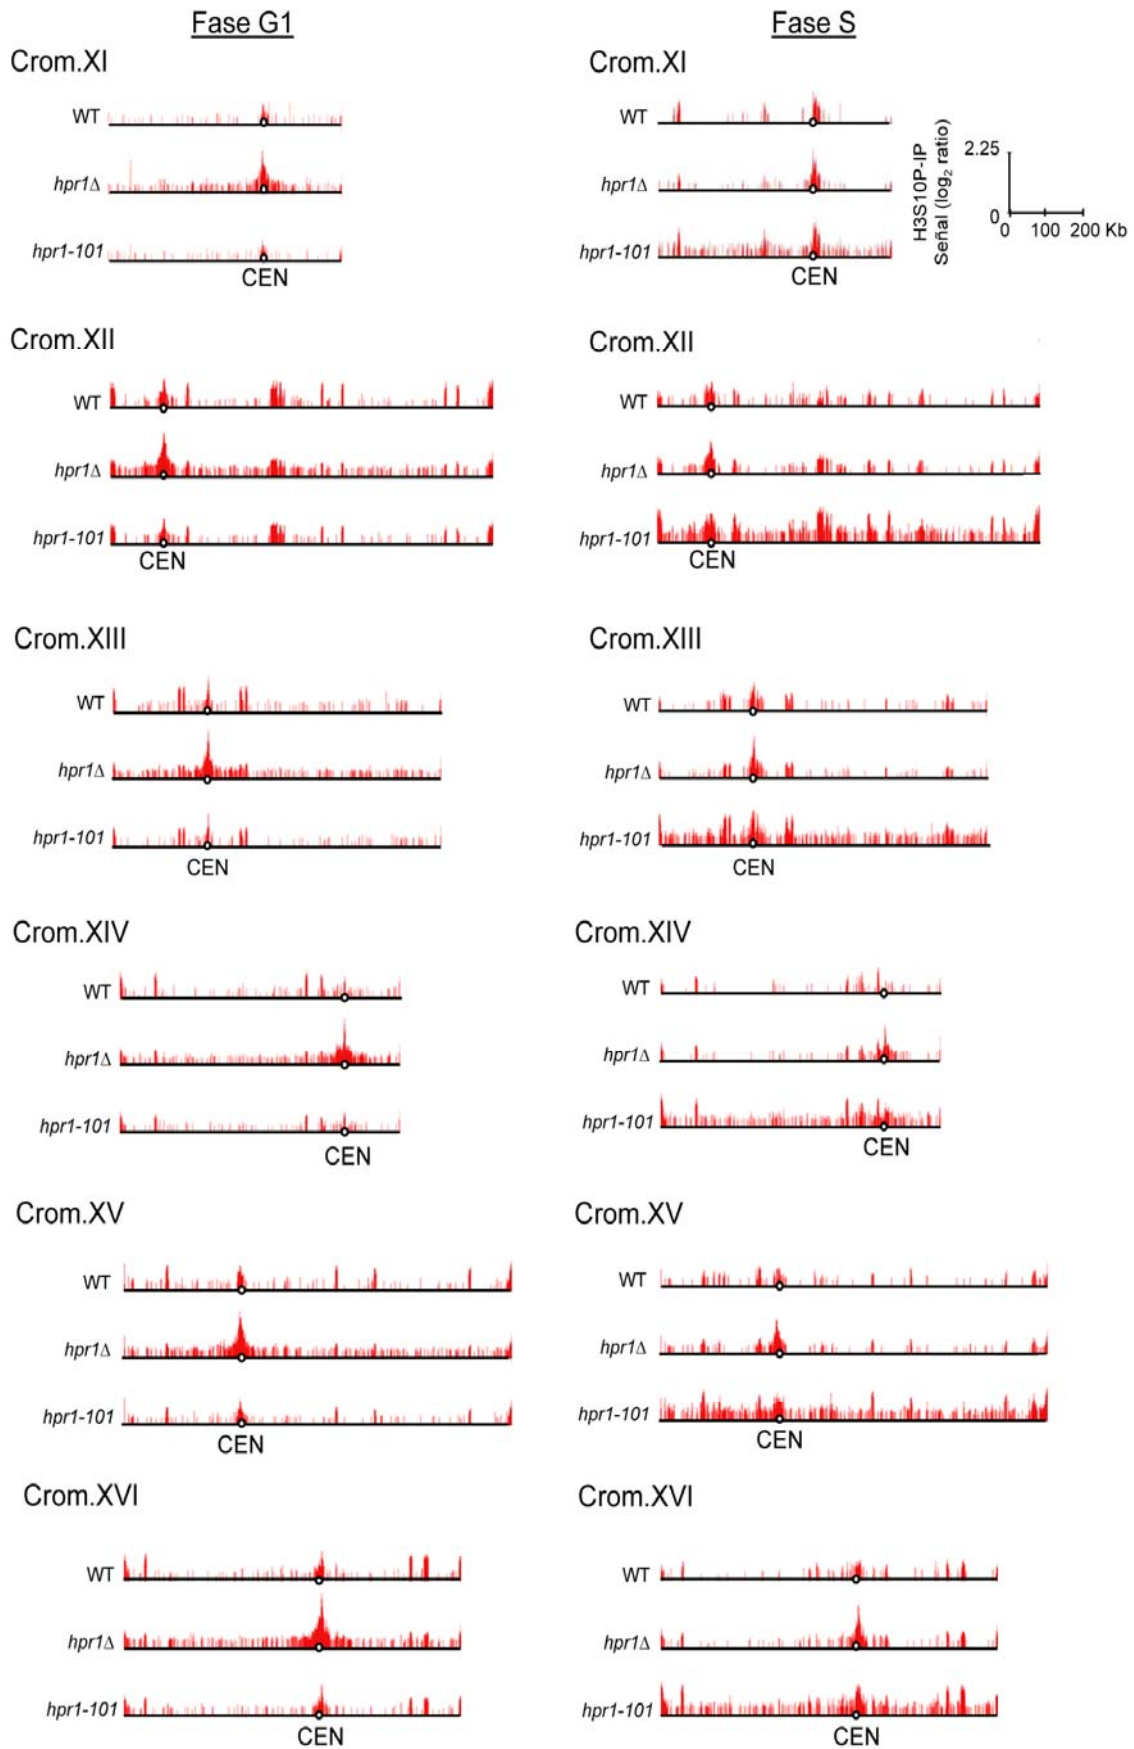 Fase G1
Fase S
Crom.XI
WT
hpr1Δ
hpr1-101
CEN
Crom.XI
WT
hpr1Δ
hpr1-101
CEN
H3S10P-IP
Señal (log2 ratio)
2.25
0
0 100 200 Kb
Crom.XII
WT
hpr1Δ
hpr1-101
CEN
Crom.XII
WT
hpr1Δ
hpr1-101
CEN
Crom.XIII
WT
hpr1Δ
hpr1-101
CEN
Crom.XIII
WT
hpr1Δ
hpr1-101
CEN
Crom.XIV
WT
hpr1Δ
hpr1-101
CEN
Crom.XIV
WT
hpr1Δ
hpr1-101
CEN
Crom.XV
WT
hpr1Δ
hpr1-101
CEN
Crom.XV
WT
hpr1Δ
hpr1-101
CEN
Crom.XVI
WT
hpr1Δ
hpr1-101
CEN
Crom.XVI
WT
hpr1Δ
hpr1-101
CEN